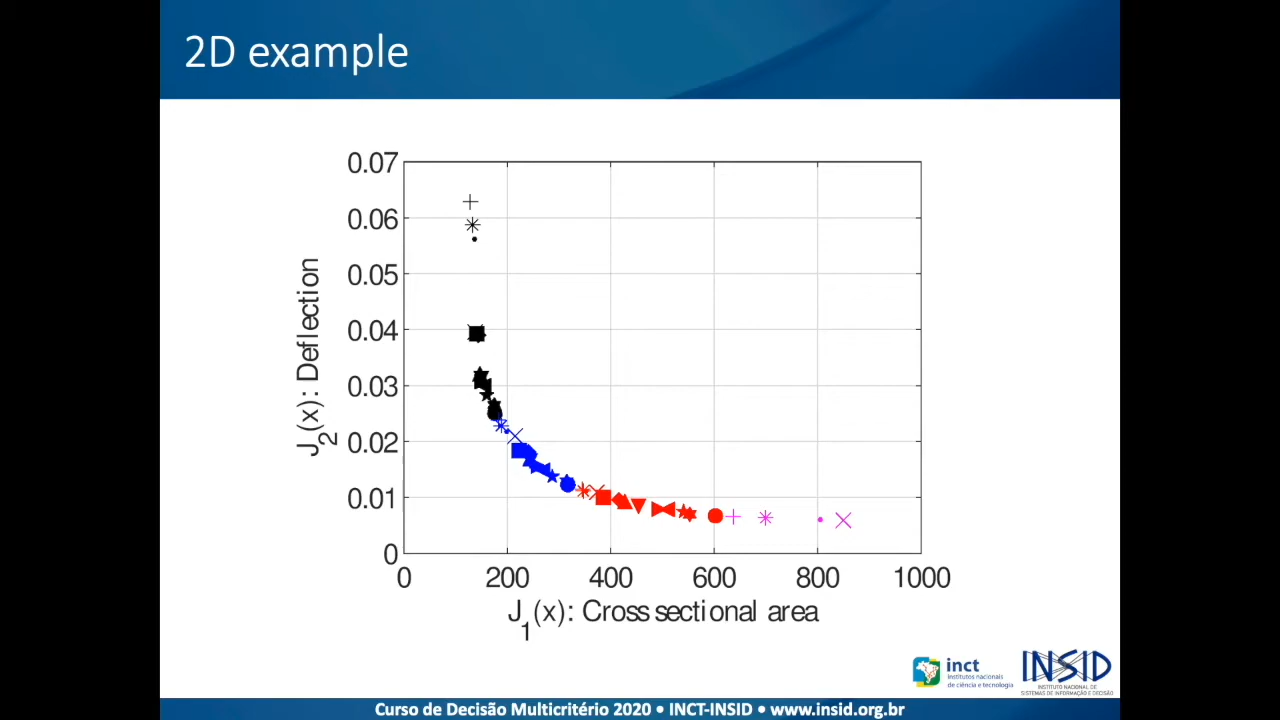 2D example
0.07
0.06
0.05
0.04
0.03
0.02
0.01
0
J2(x): Deflection
0 200 400 600 800 1000
J1(x): Cross sectional area
inct
institutos nacionais
de ciência e tecnologia
INSID
INSTITUTO NACIONAL DE
SISTEMAS DE INFORMAÇÃO E DECISÃO
Curso de Decisão Multicritério 2020 • INCT-INSID • www.insid.org.br